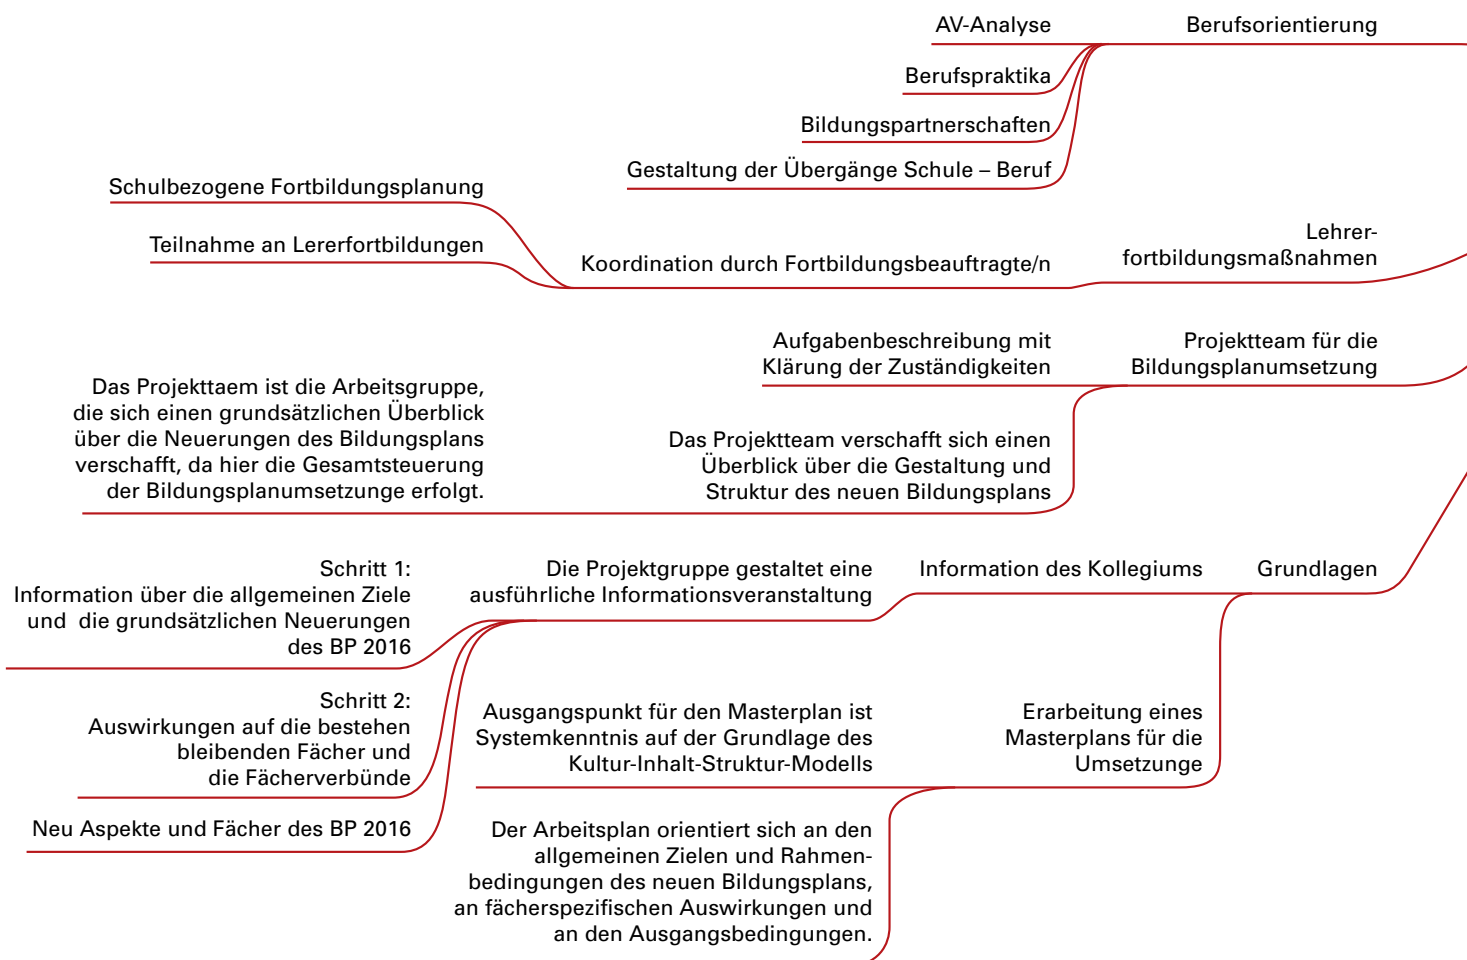 AV-Analyse
Berufsorientierung
Berufspraktika
Bildungspartnerschaften
Gestaltung der Übergänge Schule – Beruf
Schulbezogene Fortbildungsplanung
Teilnahme an Lererfortbildungen
Koordination durch Fortbildungsbeauftragte/n
Lehrer-
fortbildungsmaßnahmen
Aufgabenbeschreibung mit
Klärung der Zuständigkeiten
Projektteam für die
Bildungsplanumsetzung
Das Projekttaem ist die Arbeitsgruppe,
die sich einen grundsätzlichen Überblick
über die Neuerungen des Bildungsplans
verschafft, da hier die Gesamtsteuerung
der Bildungsplanumsetzunge erfolgt.
Das Projektteam verschafft sich einen
Überblick über die Gestaltung und
Struktur des neuen Bildungsplans
Schritt 1:
Information über die allgemeinen Ziele
und  die grundsätzlichen Neuerungen
des BP 2016
Die Projektgruppe gestaltet eine
ausführliche Informationsveranstaltung
Information des Kollegiums
Grundlagen
Schritt 2:
Auswirkungen auf die bestehen
bleibenden Fächer und
die Fächerverbünde
Neu Aspekte und Fächer des BP 2016
Ausgangspunkt für den Masterplan ist
Systemkenntnis auf der Grundlage des
Kultur-Inhalt-Struktur-Modells
Erarbeitung eines
Masterplans für die
Umsetzunge
Der Arbeitsplan orientiert sich an den
allgemeinen Zielen und Rahmen-
bedingungen des neuen Bildungsplans,
an fächerspezifischen Auswirkungen und
an den Ausgangsbedingungen.